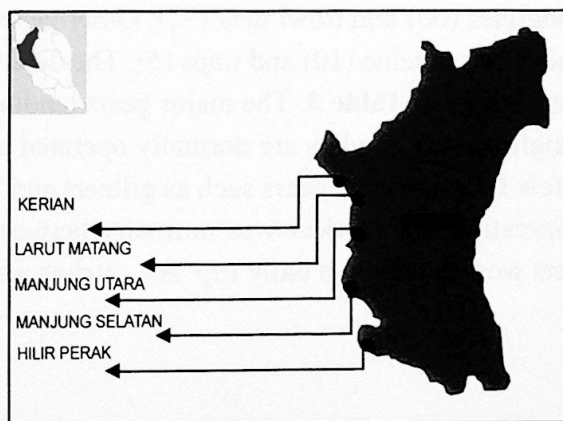 KERIAN
LARUT MATANG
MANJUNG UTARA
MANJUNG SELATAN
HILIR PERAK